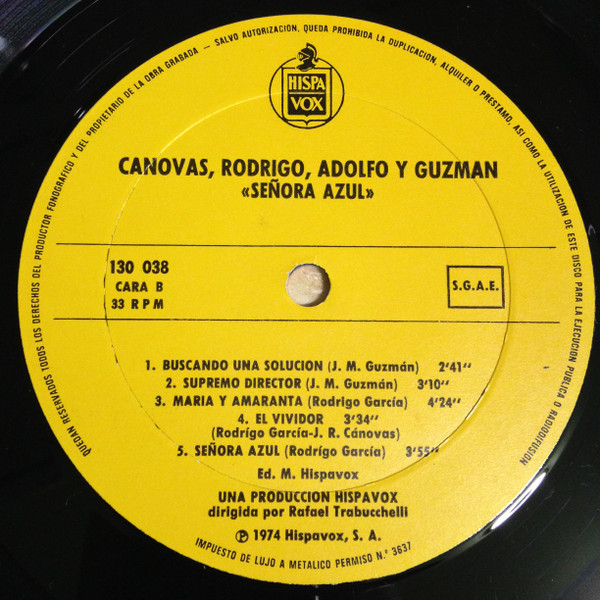 QUEDAN RESERVADOS TODOS LOS DERECHOS DEL PRODUCTOR FONOGRAFICO Y DEL PROPIETARIO DE LA OBRA GRABADA — SALVO AUTORIZACION, QUEDA PROHIBIDA LA DUPLICACION, ALQUILER O PRESTAMO, ASI COMO LA UTILIZACION DE ESTE DISCO PARA LA EJECUCION PUBLICA O RADIODIFUSION
HISPA
VOX
CANOVAS, RODRIGO, ADOLFO Y GUZMAN
«SEÑORA AZUL»
130 038
CARA B
33 RPM
S.G.A.E.
1. BUSCANDO UNA SOLUCION (J. M. Guzmán) 2'41''
2. SUPREMO DIRECTOR (J. M. Guzmán) 3'10''
3. MARIA Y AMARANTA (Rodrigo García) 4'24''
4. EL VIVIDOR 3'34''
(Rodrígo García-J. R. Cánovas)
5. SEÑORA AZUL (Rodrígo García) 3'55''
Ed. M. Hispavox
UNA PRODUCCION HISPAVOX
dirigida por Rafael Trabucchelli
℗ 1974 Hispavox, S. A.
IMPUESTO DE LUJO A METALICO PERMISO N.º 3637